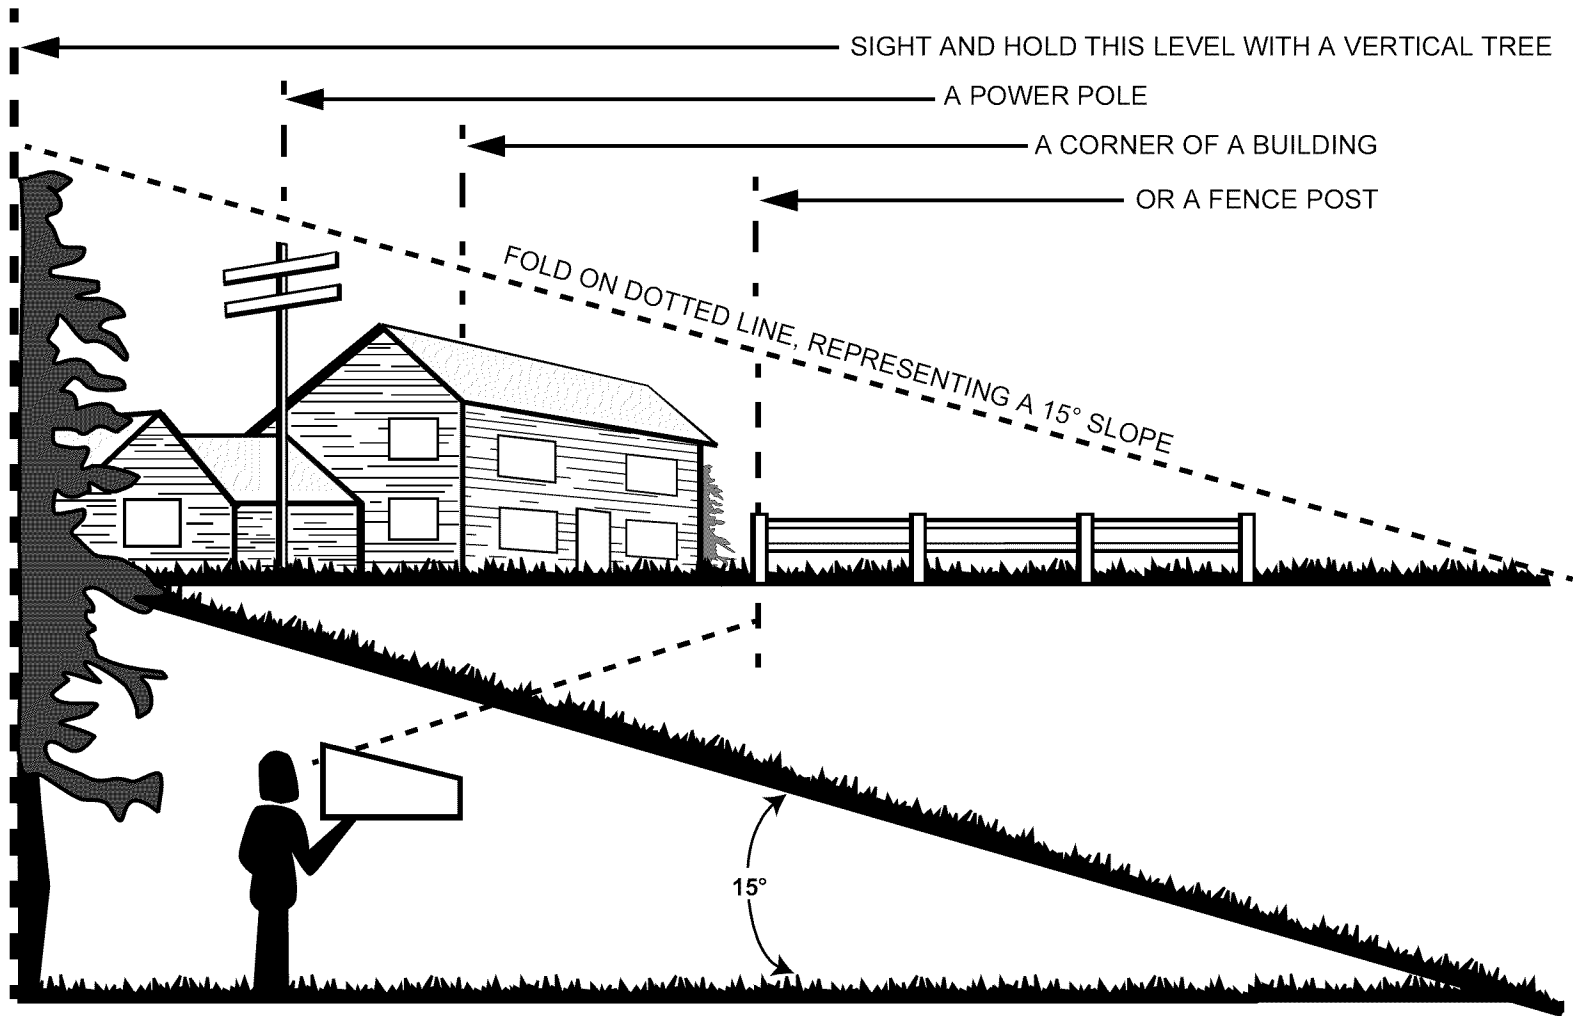 SIGHT AND HOLD THIS LEVEL WITH A VERTICAL TREE
A POWER POLE
A CORNER OF A BUILDING
OR A FENCE POST
FOLD ON DOTTED LINE, REPRESENTING A 15° SLOPE
15°